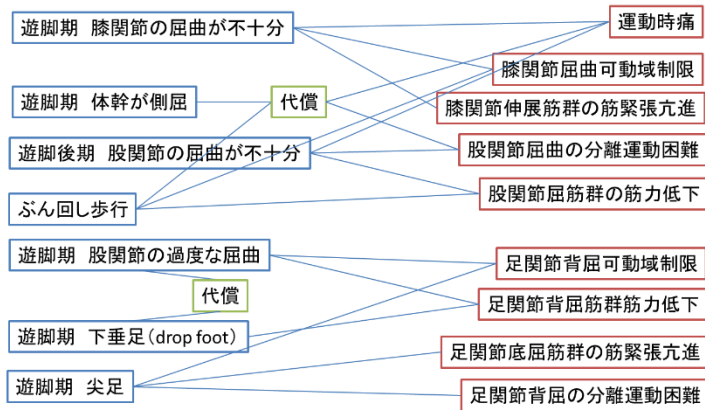 遊脚期 膝関節の屈曲が不十分
運動時痛
膝関節屈曲可動域制限
遊脚期 体幹が側屈
代償
膝関節伸展筋群の筋緊張亢進
遊脚後期 股関節の屈曲が不十分
股関節屈曲の分離運動困難
ぶん回し歩行
股関節屈筋群の筋力低下
遊脚期 股関節の過度な屈曲
足関節背屈可動域制限
代償
足関節背屈筋群筋力低下
遊脚期 下垂足(drop foot)
足関節底屈筋群の筋緊張亢進
遊脚期 尖足
足関節背屈の分離運動困難